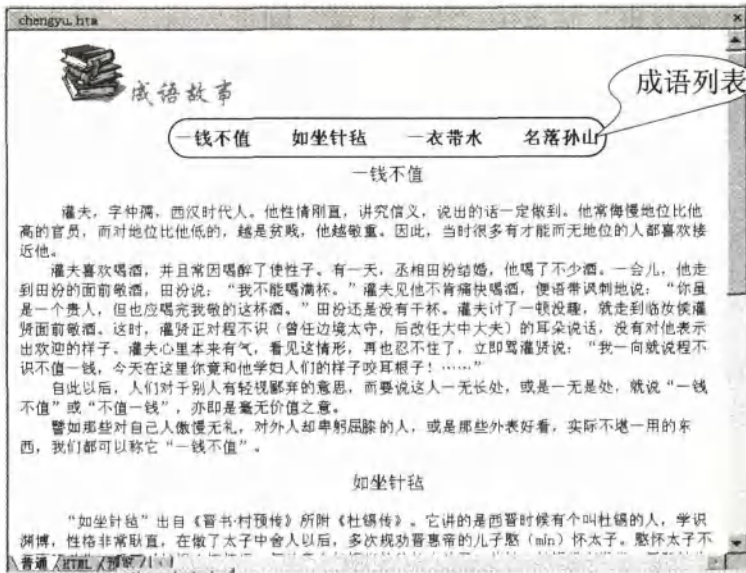 chengyu.htm
成语故事
成语列表
一钱不值 如坐针毡 一衣带水 名落孙山
一钱不值
灌夫，字仲孺，西汉时代人。他性情刚直，讲究信义，说出的话一定做到。他常侮慢地位比他
高的官员，而对地位比他低的，越是贫贱，他越敬重。因此，当时很多有才能而无地位的人都喜欢接
近他。
灌夫喜欢喝酒，并且常因喝醉了使性子。有一天，丞相田汾结婚，他喝了不少酒。一会儿，他走
到田汾的面前敬酒，田汾说：“我不能喝满杯。”灌夫见他不肯痛快喝酒，便语带讽刺地说：“你虽
是一个贵人，但也应喝完我敬的这杯酒。”田汾还是没有干杯。灌夫讨了一顿没趣，就走到临汝候灌
贤面前敬酒。这时，灌贤正对程不识（曾任边境太守，后改任大中大夫）的耳朵说话，没有对他表示
出欢迎的样子。灌夫心里本来有气，看见这情形，再也忍不住了，立即骂灌贤说：“我一向就说程不
识不值一钱，今天在这里你竟和他学妇人们的样子咬耳根子！……”
自此以后，人们对于别人有轻视鄙弃的意思，而要说这人一无长处，或是一无是处，就说“一钱
不值”或“不值一钱”，亦即是毫无价值之意。
譬如那些对自己人傲慢无礼，对外人却卑躬屈膝的人，或是那些外表好看，实际不堪一用的东
西，我们都可以称它“一钱不值”。
如坐针毡
“如坐针毡”出自《晋书·村预传》所附《杜锡传》。它讲的是西晋时候有个叫杜锡的人，学识
渊博，性格非常耿直，在做了太子中舍人以后，多次规劝晋惠帝的儿子愍（mǐn）怀太子。愍怀太子不
普通 HTML 预览